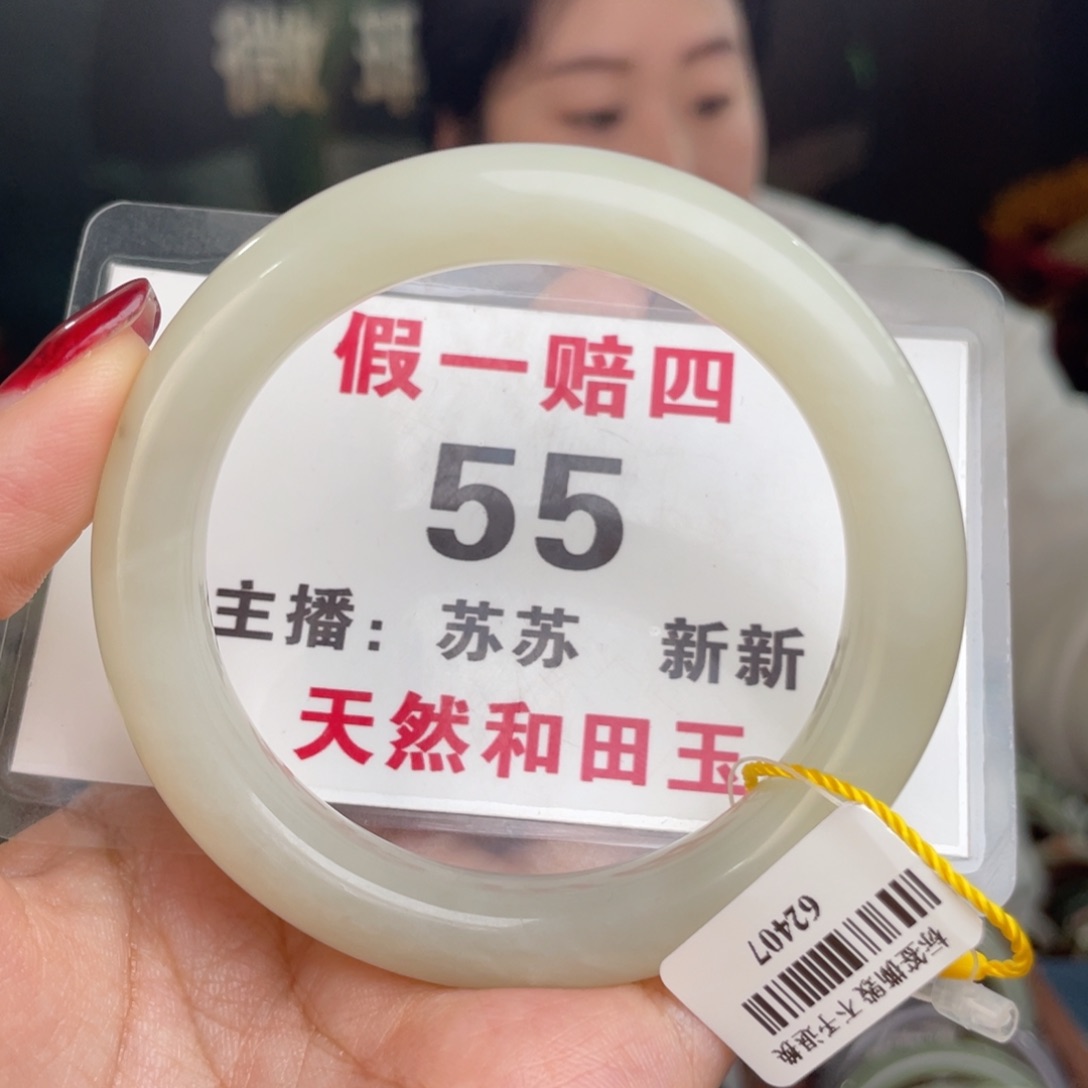 假一赔四
55
主播：苏苏 新新
天然和田玉
62407
标签撕毁 不予退换